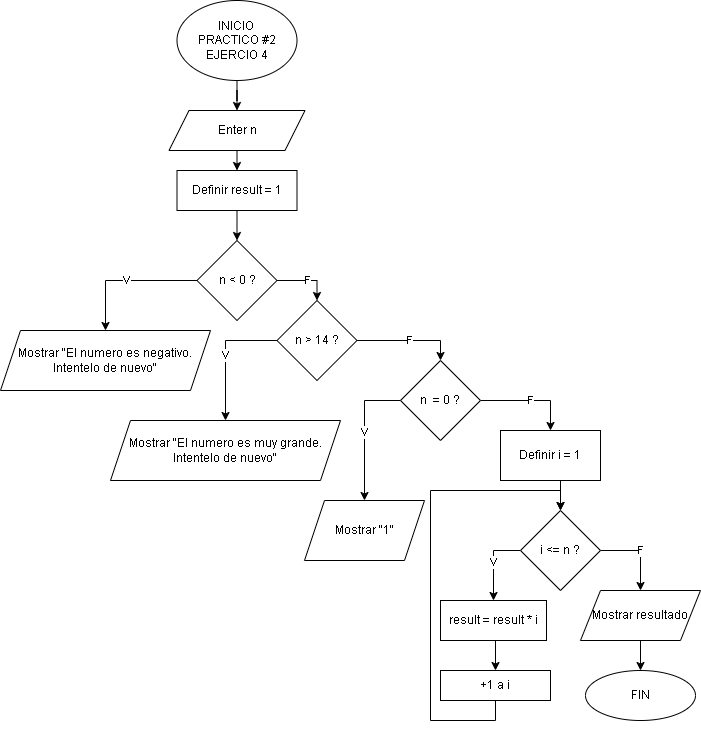 INICIO
PRACTICO #2
EJERCIO 4
Enter n
Definir result = 1
n < 0 ?
V
F
Mostrar "El numero es negativo.
Intentelo de nuevo"
n > 14 ?
V
F
Mostrar "El numero es muy grande.
Intentelo de nuevo"
n = 0 ?
V
F
Mostrar "1"
Definir i = 1
i <= n ?
V
F
result = result * i
Mostrar resultado
+1 a i
FIN